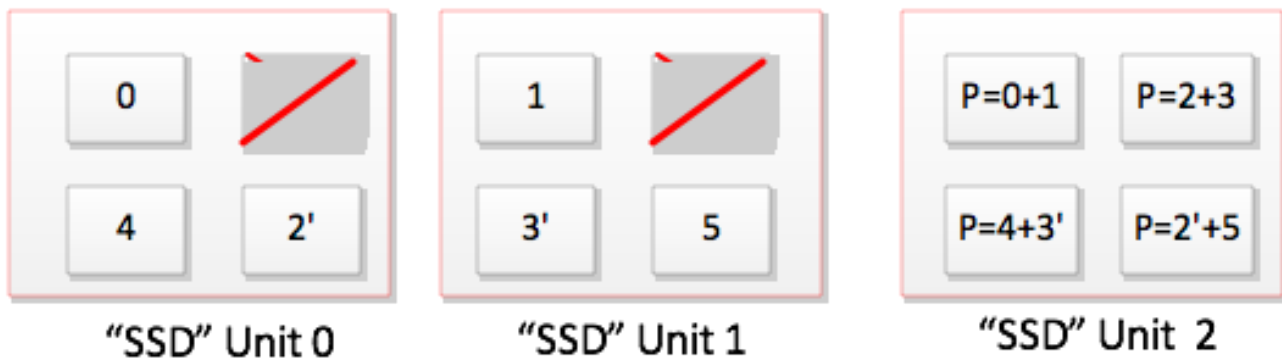 0
1
P=0+1
P=2+3
4
2'
3'
5
P=4+3'
P=2'+5
“SSD” Unit 0
“SSD” Unit 1
“SSD” Unit 2